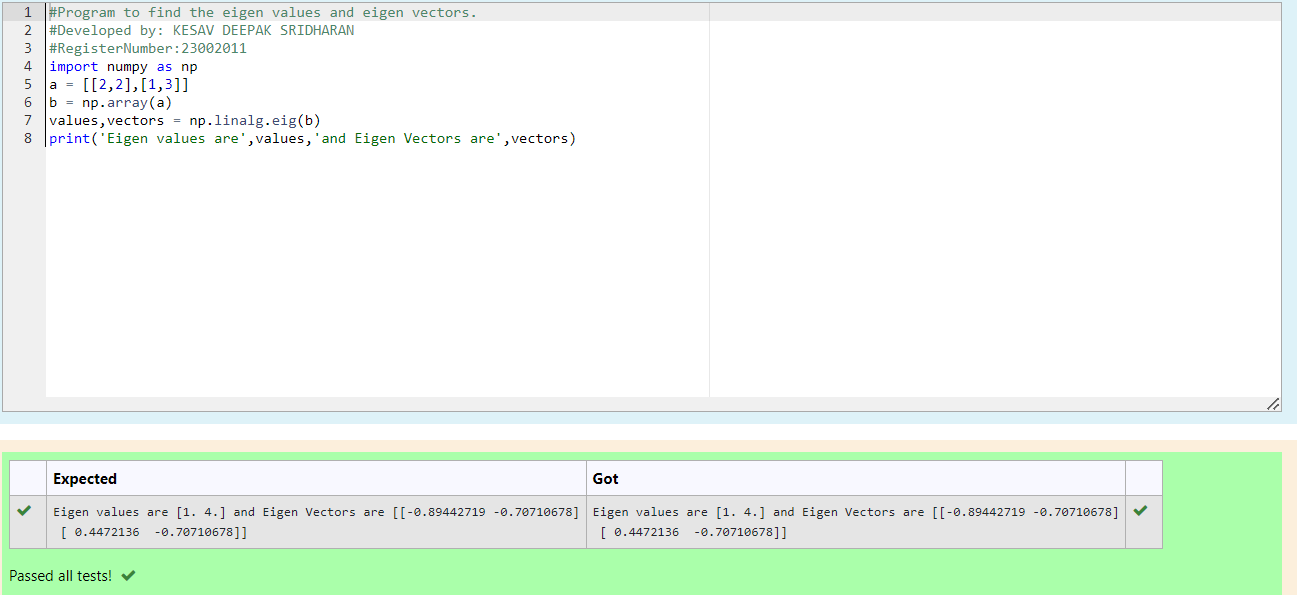 1 #Program to find the eigen values and eigen vectors.
2 #Developed by: KESAV DEEPAK SRIDHARAN
3 #RegisterNumber:23002011
4 import numpy as np
5 a = [[2,2],[1,3]]
6 b = np.array(a)
7 values,vectors = np.linalg.eig(b)
8 print('Eigen values are',values,'and Eigen Vectors are',vectors)
Expected Got
Eigen values are [1. 4.] and Eigen Vectors are [[-0.89442719 -0.70710678] Eigen values are [1. 4.] and Eigen Vectors are [[-0.89442719 -0.70710678]
[ 0.4472136  -0.70710678]] [ 0.4472136  -0.70710678]]
Passed all tests!